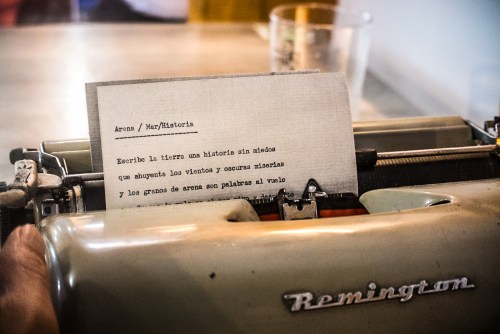 Arena / Mar/Historia
Escribe la tierra una historia sin miedos
que ahuyenta los vientos y oscuras miserias
y los granos de arena son palabras al vuelo
Remington